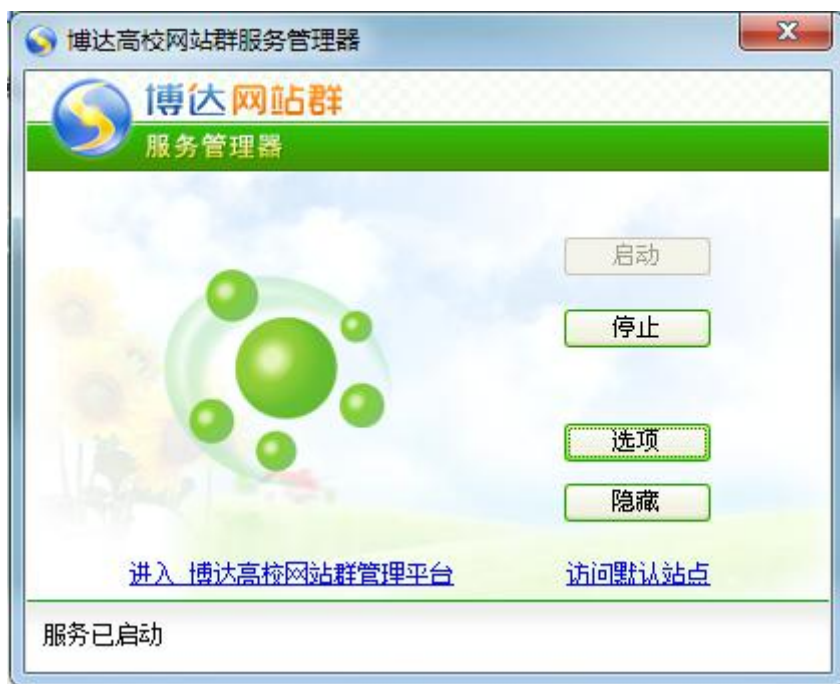 博达高校网站群服务管理器
博达网站群
服务管理器
启动
停止
选项
隐藏
进入 博达高校网站群管理平台
访问默认站点
服务已启动